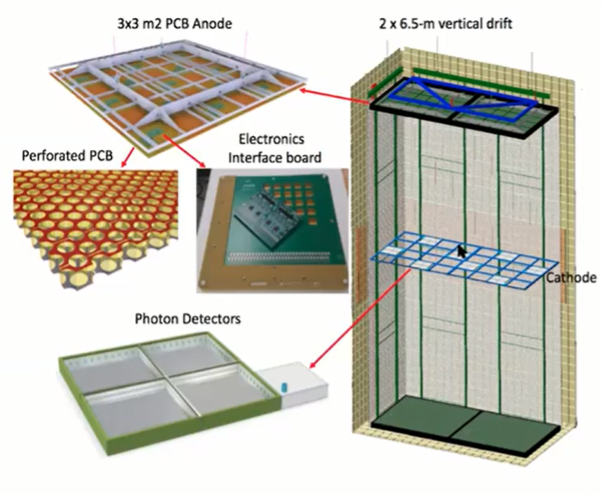 3x3 m2 PCB Anode
2 x 6.5-m vertical drift
Electronics
Interface board
Perforated PCB
Cathode
Photon Detectors